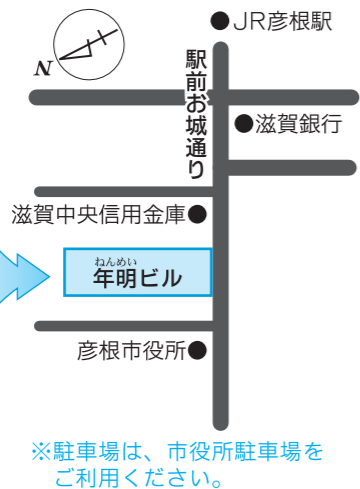 ●JR彦根駅
N
駅前お城通り
●滋賀銀行
滋賀中央信用金庫●
ねんめい
年明ビル
彦根市役所●
※駐車場は、市役所駐車場を
ご利用ください。